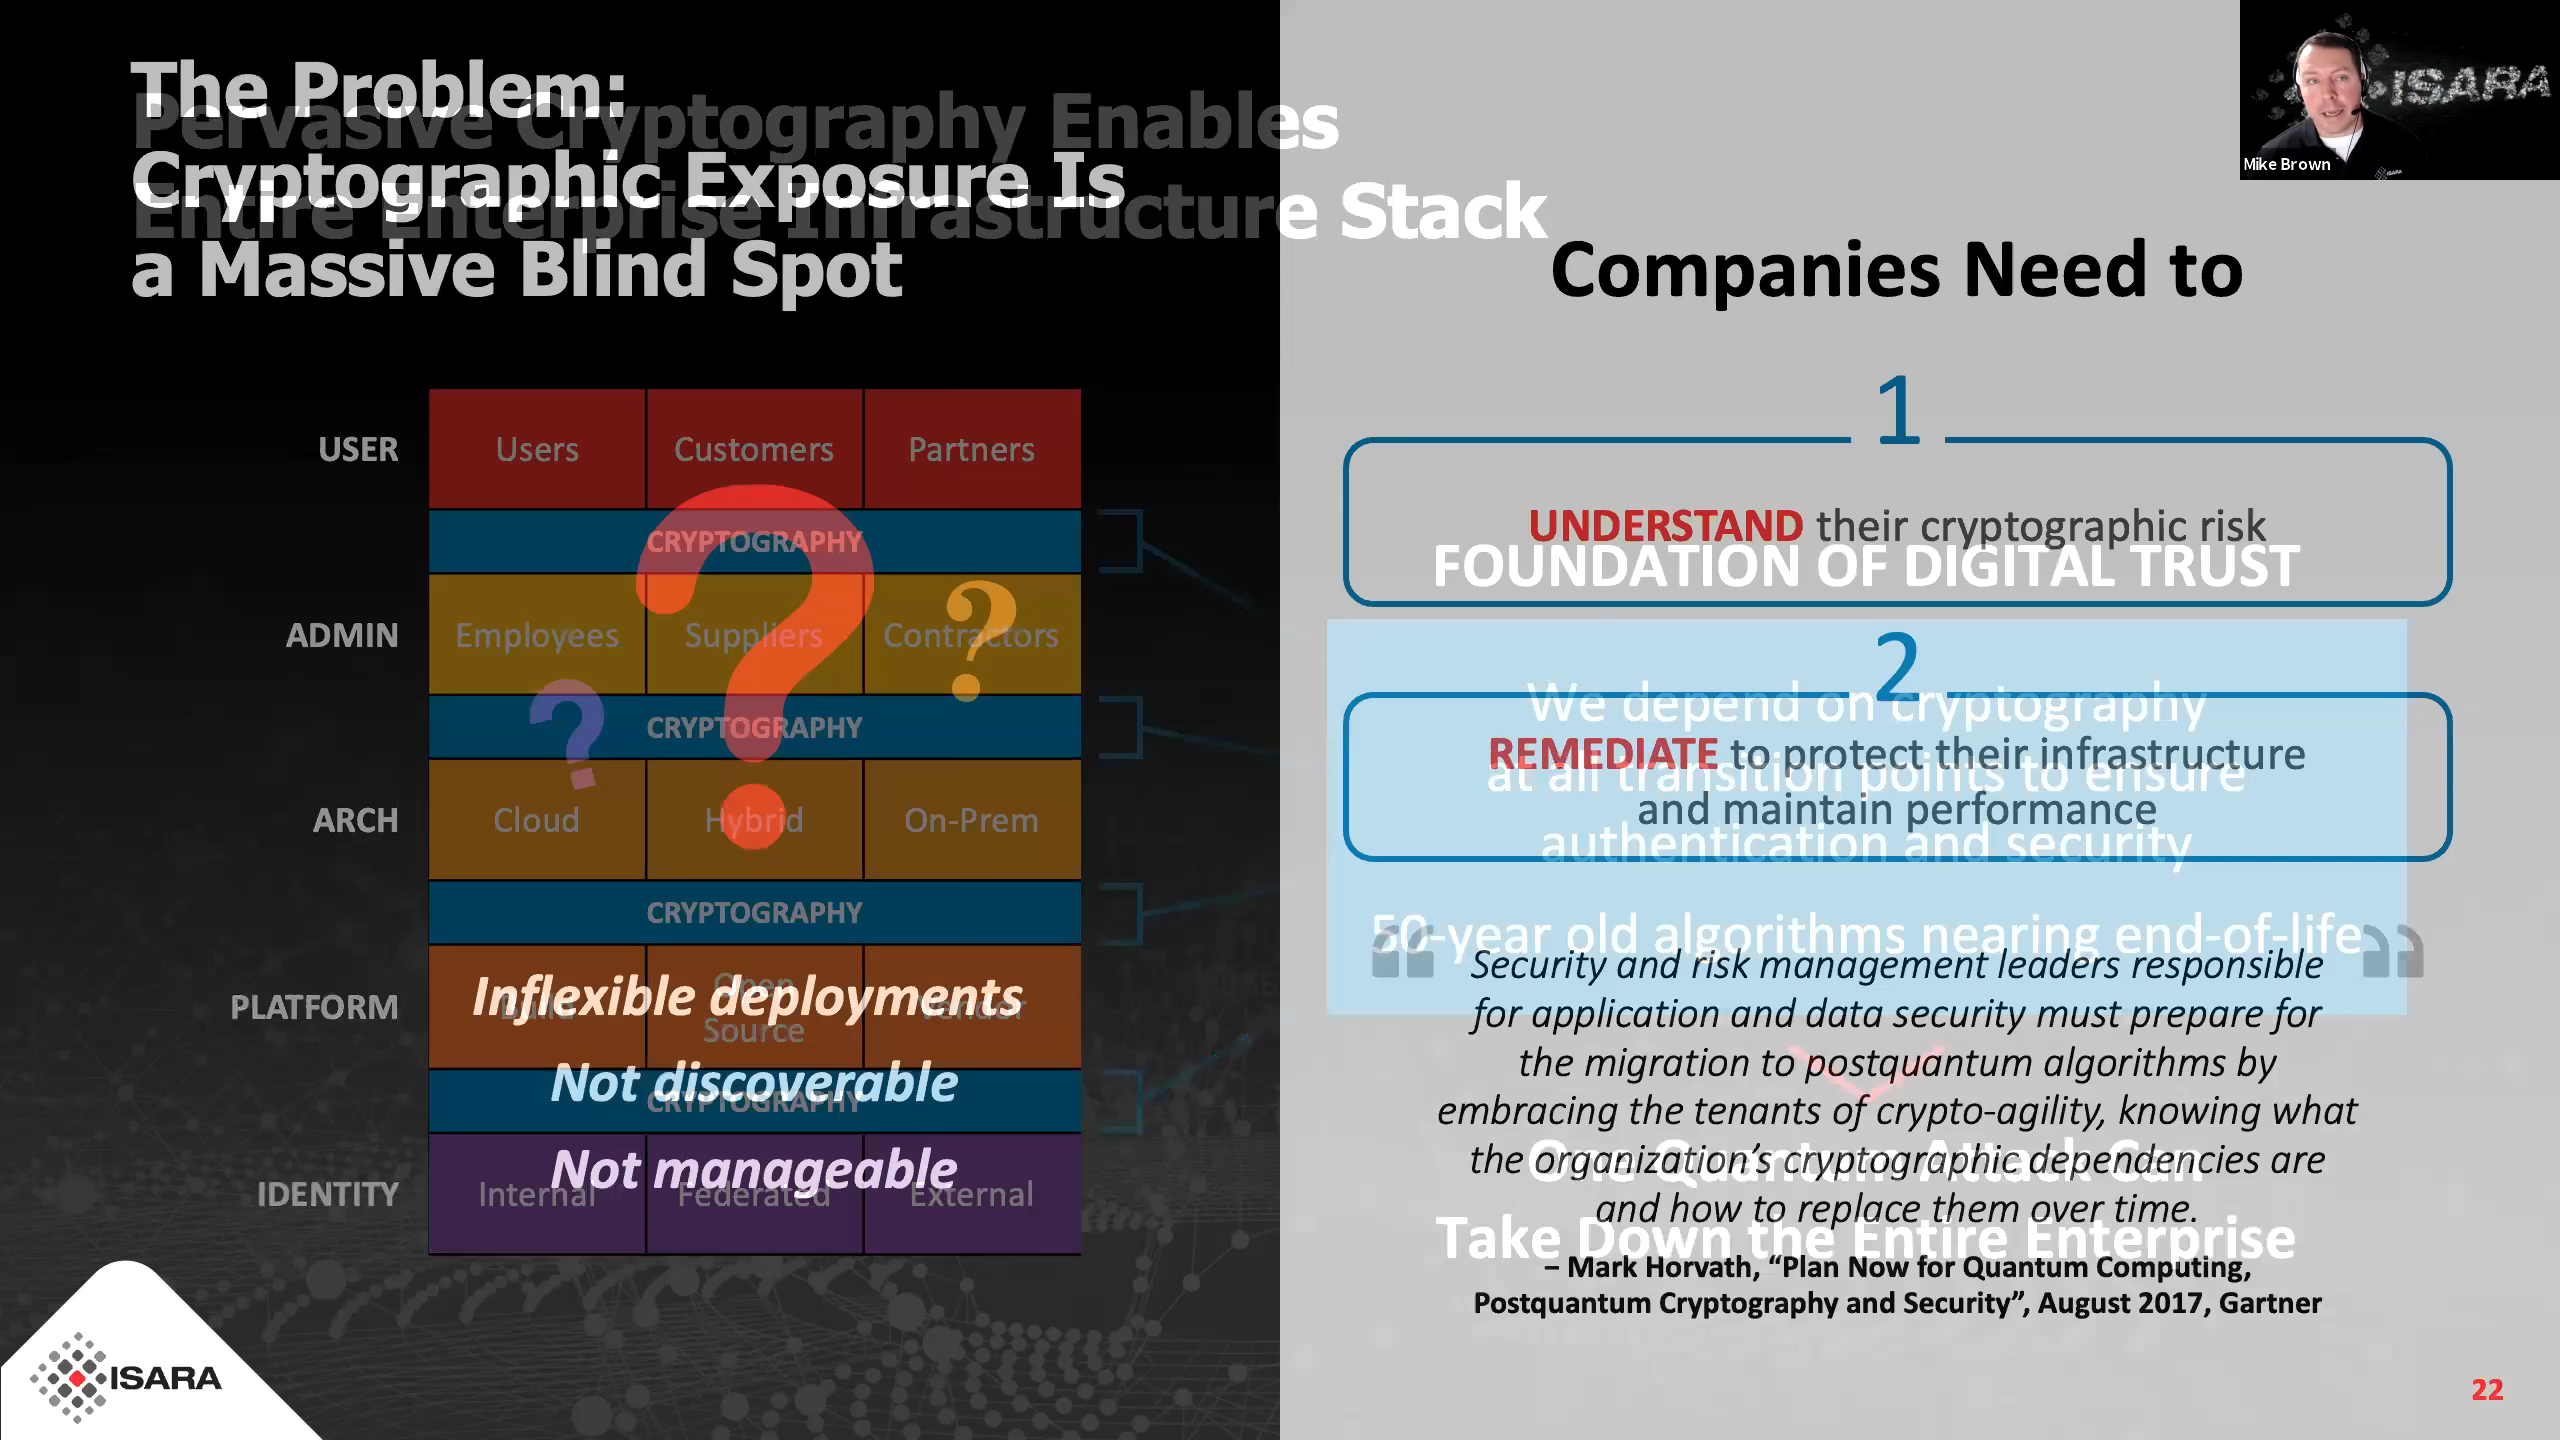 The Problem:
Cryptographic Exposure Is
a Massive Blind Spot
Pervasive Cryptography Enables
Entire Enterprise Infrastructure Stack
ISARA
Mike Brown
USER
Users
Customers
Partners
CRYPTOGRAPHY
ADMIN
Employees
Suppliers
Contractors
?
?
?
CRYPTOGRAPHY
ARCH
Cloud
Hybrid
On-Prem
CRYPTOGRAPHY
PLATFORM
Build
Open
Source
Vendor
CRYPTOGRAPHY
IDENTITY
Internal
Federated
External
Inflexible deployments
Not discoverable
Not manageable
ISARA
Companies Need to
1
UNDERSTAND their cryptographic risk
2
REMEDIATE to protect their infrastructure
and maintain performance
“ Security and risk management leaders responsible ”
for application and data security must prepare for
the migration to postquantum algorithms by
embracing the tenants of crypto-agility, knowing what
the organization’s cryptographic dependencies are
and how to replace them over time.
– Mark Horvath, “Plan Now for Quantum Computing,
Postquantum Cryptography and Security”, August 2017, Gartner
FOUNDATION OF DIGITAL TRUST
We depend on cryptography
at all transition points to ensure
authentication and security
50-year old algorithms nearing end-of-life
One Quantum Attack Can
Take Down the Entire Enterprise
22